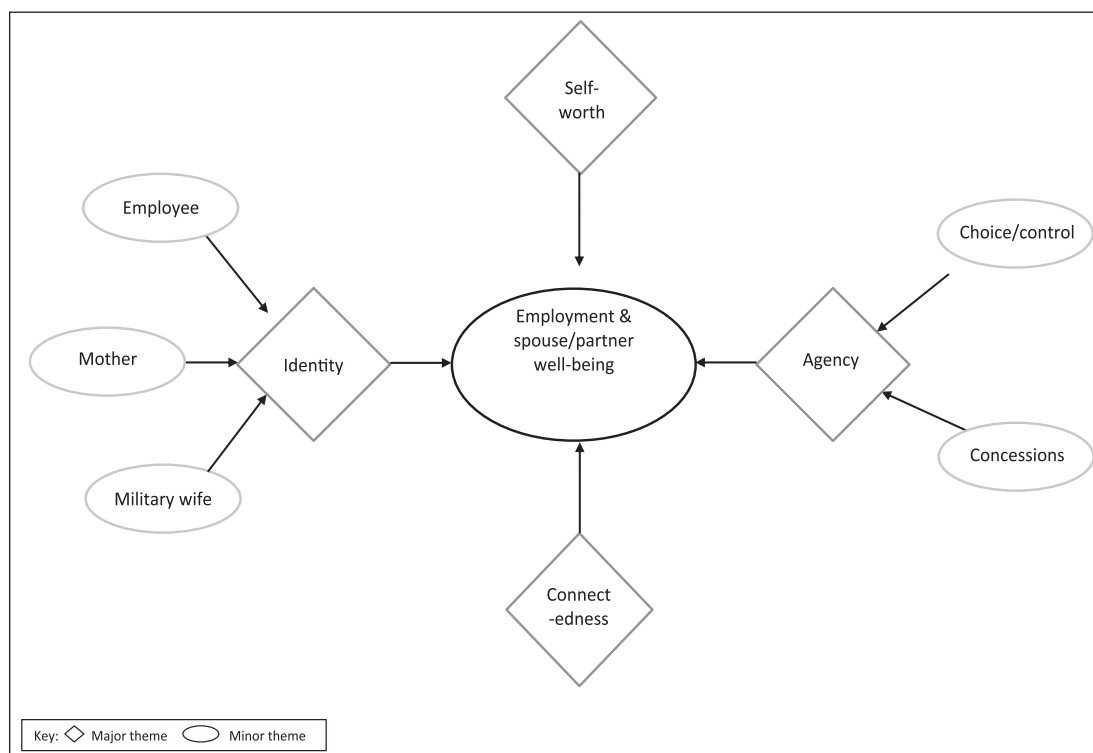 Self-
worth
Employee
Choice/control
Employment &
spouse/partner
well-being
Mother
Identity
Agency
Military wife
Concessions
Connect
-edness
Key: Major theme Minor theme